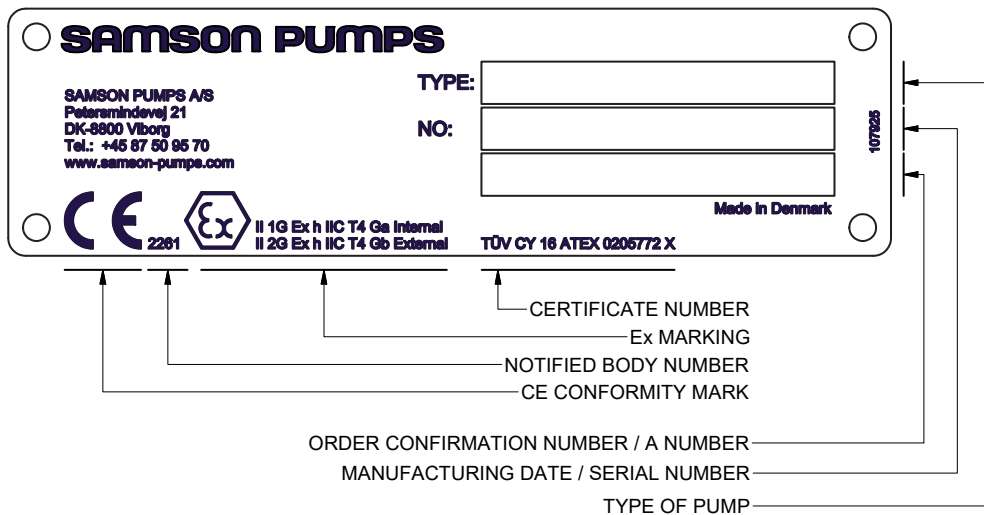 SAMSON PUMPS
SAMSON PUMPS A/S
Petersmindevej 21
DK-8800 Viborg
Tel.: +45 87 50 95 70
www.samson-pumps.com
TYPE:
NO:
107925
Made in Denmark
CE 2261
Ex
II 1G Ex h IIC T4 Ga Internal
II 2G Ex h IIC T4 Gb External
TÜV CY 16 ATEX 0205772 X
CERTIFICATE NUMBER
Ex MARKING
NOTIFIED BODY NUMBER
CE CONFORMITY MARK
ORDER CONFIRMATION NUMBER / A NUMBER
MANUFACTURING DATE / SERIAL NUMBER
TYPE OF PUMP